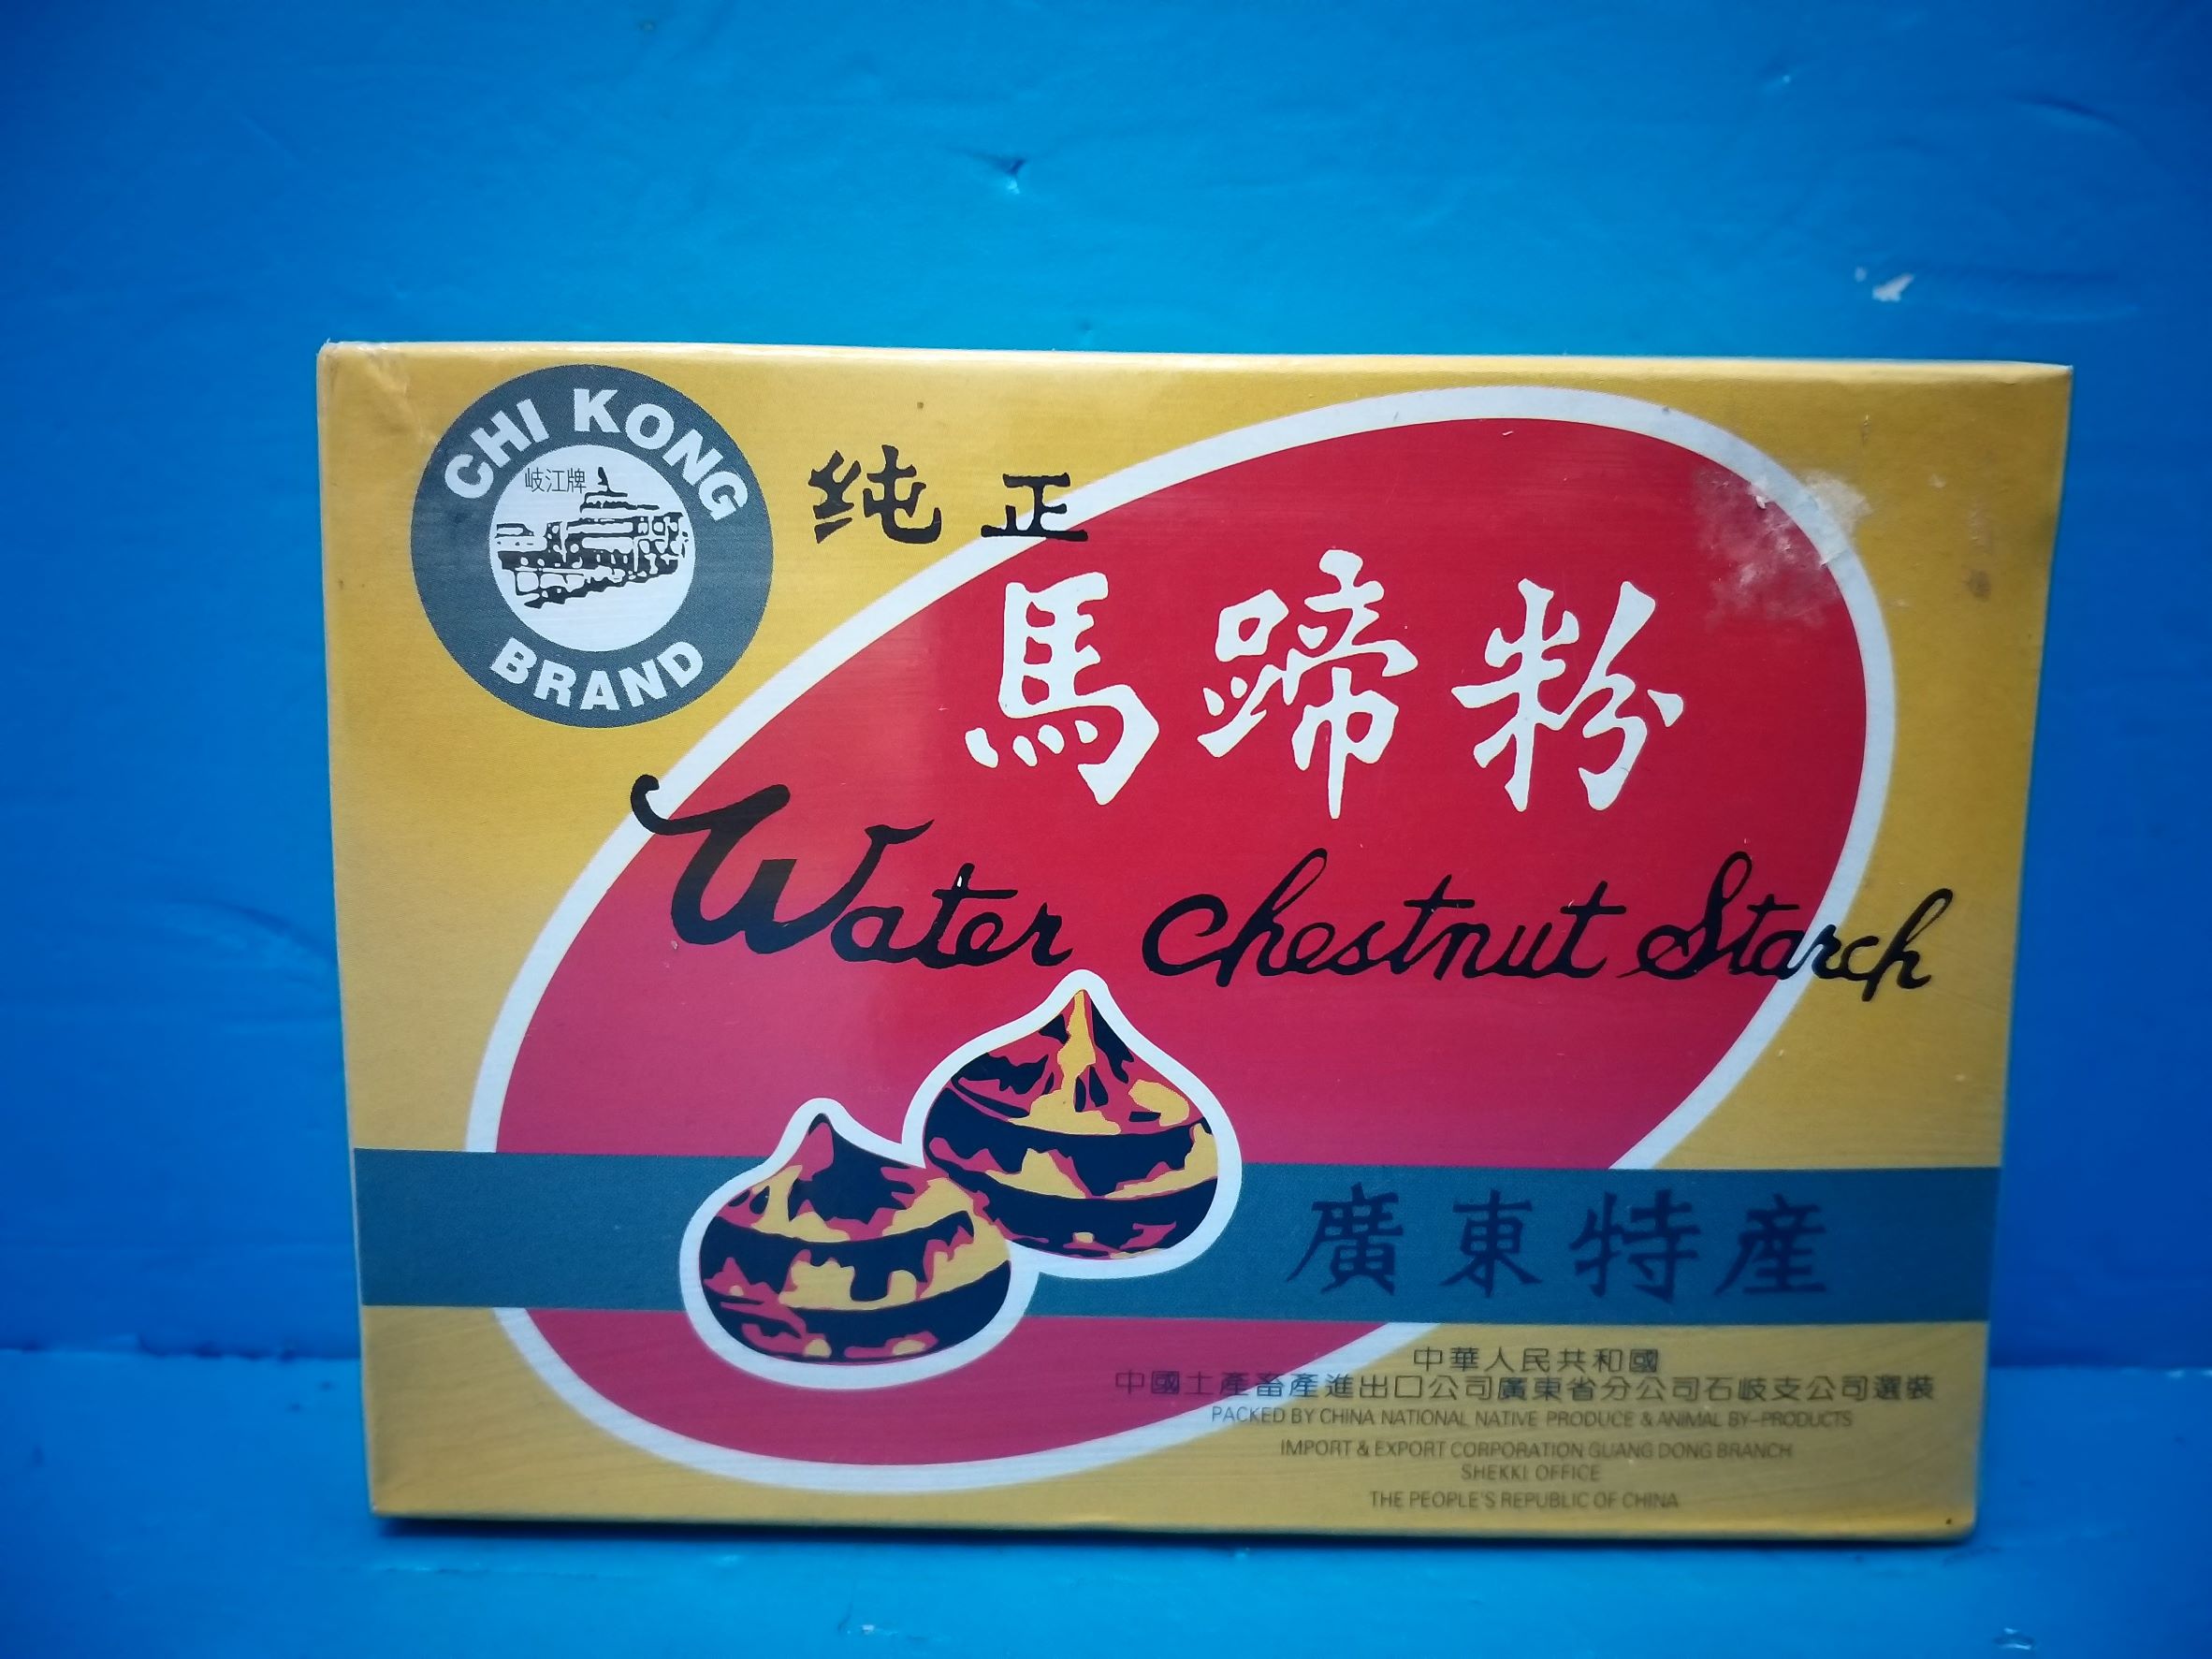 CHI KONG
岐江牌
BRAND
纯正
馬蹄粉
Water Chestnut Starch
廣東特産
中華人民共和國
中國土產畜產進出口公司廣東省分公司石岐支公司選裝
PACKED BY CHINA NATIONAL NATIVE PRODUCE & ANIMAL BY-PRODUCTS
IMPORT & EXPORT CORPORATION GUANG DONG BRANCH
SHEKKI OFFICE
THE PEOPLE'S REPUBLIC OF CHINA